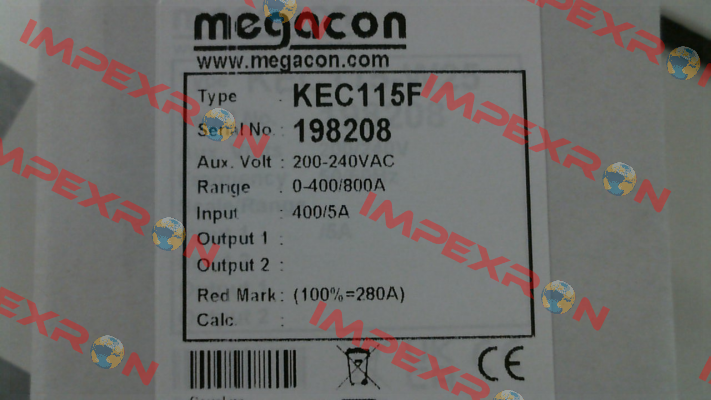 megacon
www.megacon.com
Type KEC115F
Serial No : 198208
Aux. Volt : 200-240VAC
Range : 0-400/800A
Input : 400/5A
Output 1 :
Output 2 :
Red Mark : (100%=280A)
Calc :
CE
IMPEXRON
IMPEXRON
IMPEXRON
IMPEXRON
IMPEXRON
IMPEXRON